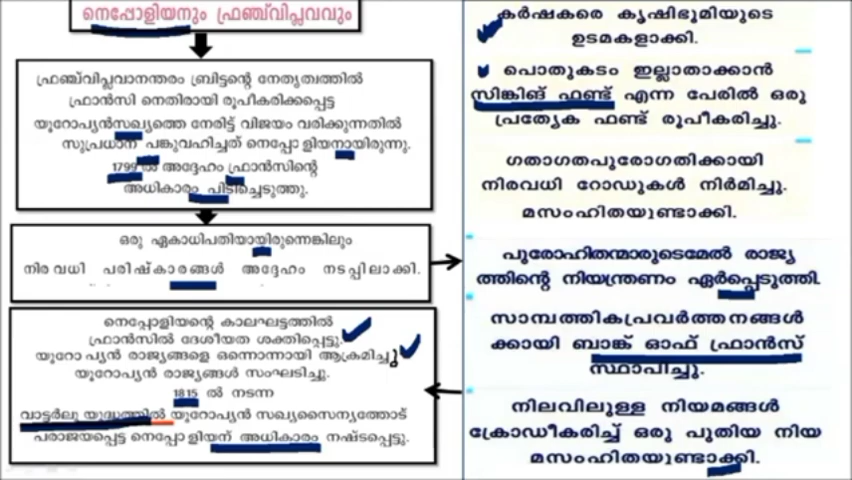 നെപ്പോളിയനും ഫ്രഞ്ച്‌വിപ്ലവവും
ഫ്രഞ്ച്‌വിപ്ലവാനന്തരം ബ്രിട്ടന്റെ നേതൃത്വത്തിൽ
ഫ്രാൻസി നെതിരായി രൂപീകരിക്കപ്പെട്ട
യൂറോപ്യൻസഖ്യത്തെ നേരിട്ട് വിജയം വരിക്കുന്നതിൽ
സുപ്രധാന പങ്കുവഹിച്ചത് നെപ്പോ ളിയനായിരുന്നു.
1799 ൽ അദ്ദേഹം ഫ്രാൻസിന്റെ
അധികാരം പിടിച്ചെടുത്തു.
ഒരു ഏകാധിപതിയായിരുന്നെങ്കിലും
നിര വധി പരിഷ്കാരങ്ങൾ അദ്ദേഹം നടപ്പി ലാക്കി.
നെപ്പോളിയന്റെ കാലഘട്ടത്തിൽ
ഫ്രാൻസിൽ ദേശീയത ശക്തിപ്പെട്ടു.
യൂറോ പ്യൻ രാജ്യങ്ങളെ ഒന്നൊന്നായി ആക്രമിച്ചു
യൂറോപ്യൻ രാജ്യങ്ങൾ സംഘടിച്ചു.
1815 ൽ നടന്ന
വാട്ടർലൂ യുദ്ധത്തിൽ യൂറോപ്യൻ സഖ്യസൈന്യത്തോട്
പരാജയപ്പെട്ട നെപ്പോ ളിയന് അധികാരം നഷ്ടപ്പെട്ടു.
കർഷകരെ കൃഷിഭൂമിയുടെ
ഉടമകളാക്കി.
പൊതുകടം ഇല്ലാതാക്കാൻ
സിങ്കിങ് ഫണ്ട് എന്ന പേരിൽ ഒരു
പ്രത്യേക ഫണ്ട് രൂപീകരിച്ചു.
ഗതാഗതപുരോഗതിക്കായി
നിരവധി റോഡുകൾ നിർമിച്ചു.
മസംഹിതയുണ്ടാക്കി.
പുരോഹിതന്മാരുടെമേൽ രാജ്യ
ത്തിന്റെ നിയന്ത്രണം ഏർപ്പെടുത്തി.
സാമ്പത്തികപ്രവർത്തനങ്ങൾ
ക്കായി ബാങ്ക് ഓഫ് ഫ്രാൻസ്
സ്ഥാപിച്ചു.
നിലവിലുള്ള നിയമങ്ങൾ
ക്രോഡീകരിച്ച് ഒരു പുതിയ നിയ
മസംഹിതയുണ്ടാക്കി.